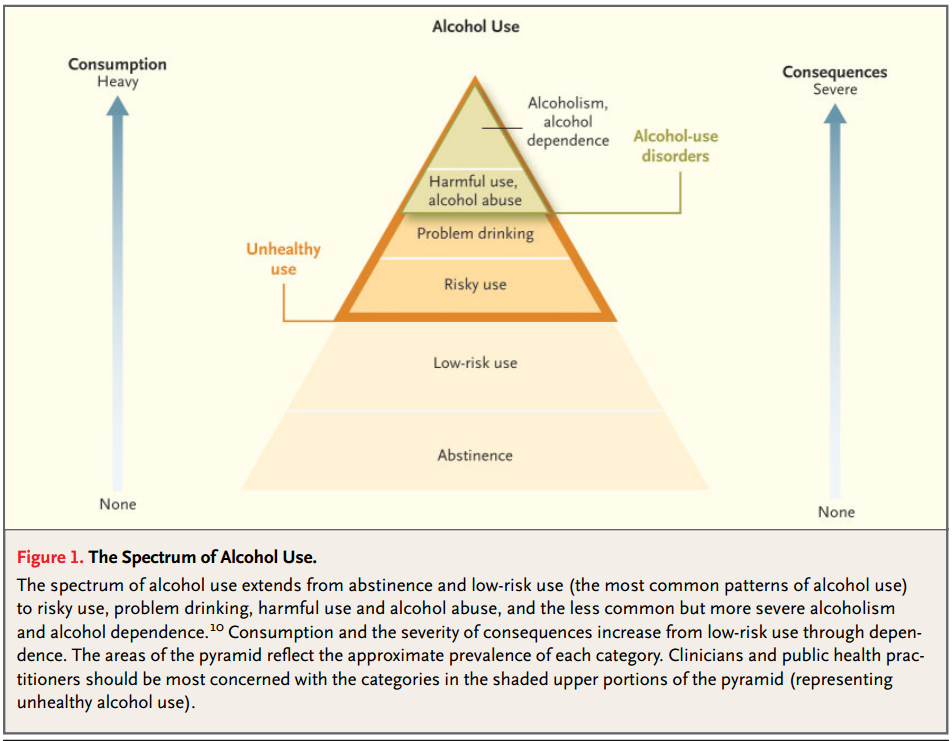 Alcohol Use
Consumption
Heavy
Consequences
Severe
Alcoholism,
alcohol
dependence
Alcohol-use
disorders
Harmful use,
alcohol abuse
Problem drinking
Unhealthy
use
Risky use
Low-risk use
Abstinence
None
None
Figure 1. The Spectrum of Alcohol Use.
The spectrum of alcohol use extends from abstinence and low-risk use (the most common patterns of alcohol use)
to risky use, problem drinking, harmful use and alcohol abuse, and the less common but more severe alcoholism
and alcohol dependence.¹⁰ Consumption and the severity of consequences increase from low-risk use through depen-
dence. The areas of the pyramid reflect the approximate prevalence of each category. Clinicians and public health prac-
titioners should be most concerned with the categories in the shaded upper portions of the pyramid (representing
unhealthy alcohol use).